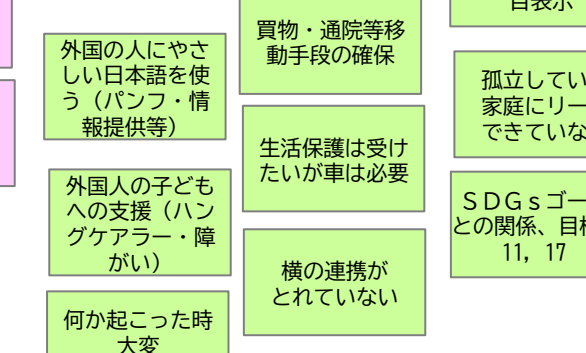 外国の人にやさ
しい日本語を使
う（パンフ・情
報提供等）
外国人の子ども
への支援（ハン
グケアラー・障
がい）
何か起こった時
大変
買物・通院等移
動手段の確保
生活保護は受け
たいが車は必要
横の連携が
とれていない
目表示
孤立してい
家庭にリー
できていな
ＳＤＧｓゴー
との関係、目標
11，17